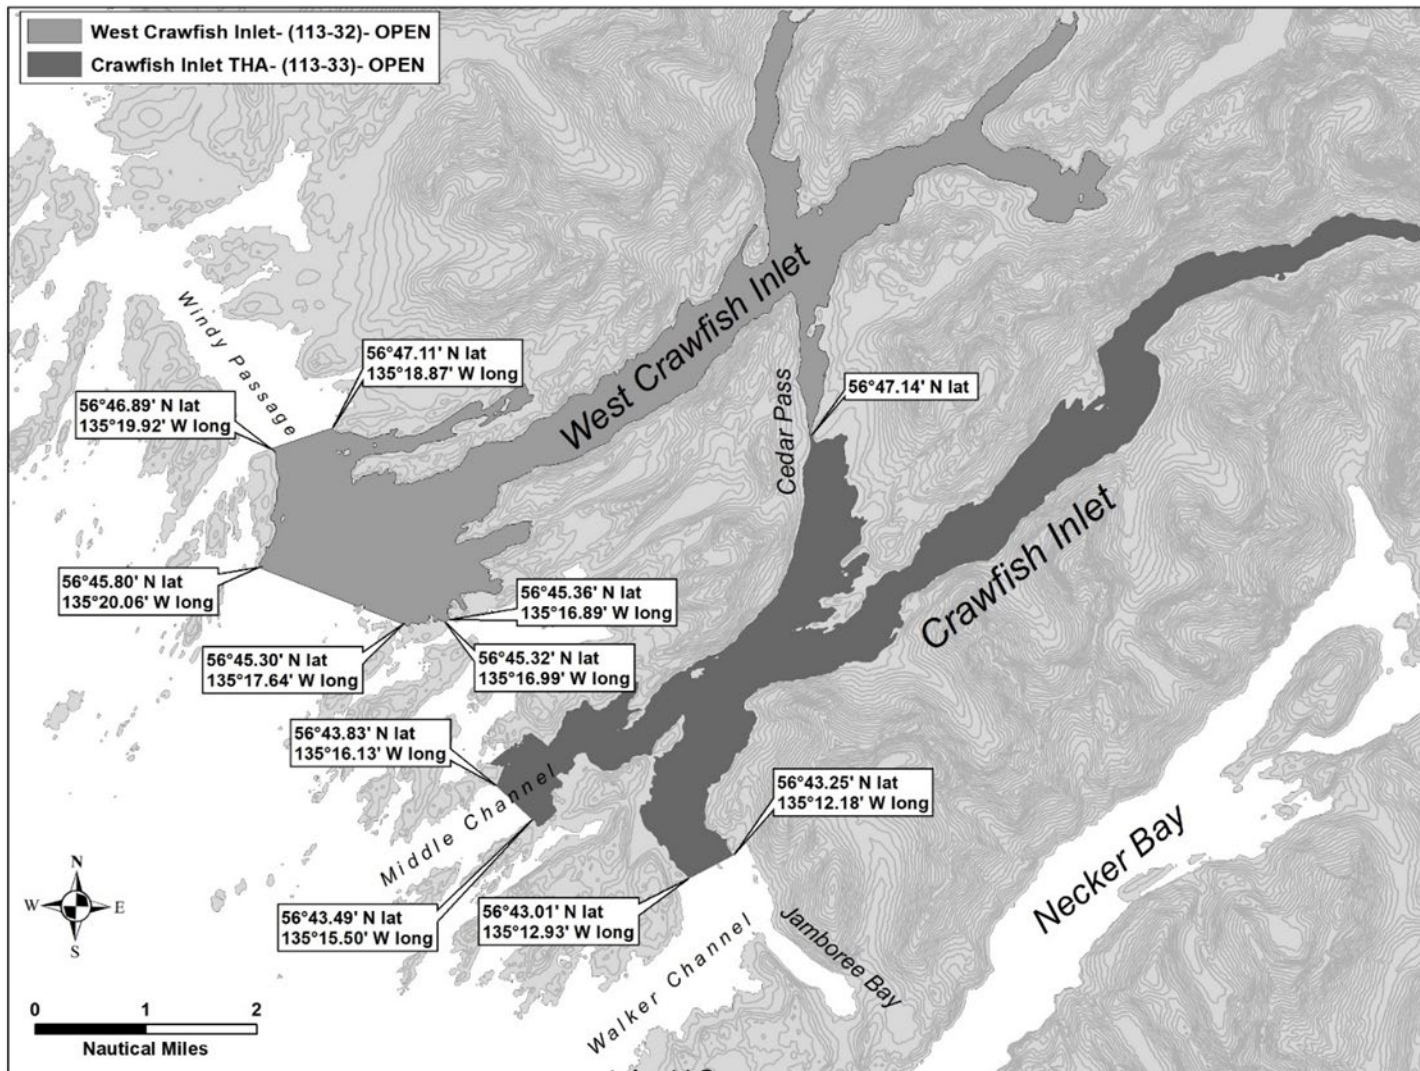 West Crawfish Inlet- (113-32)- OPEN
Crawfish Inlet THA- (113-33)- OPEN
Windy Passage
56°47.11' N lat
135°18.87' W long
56°46.89' N lat
135°19.92' W long
West Crawfish Inlet
Cedar Pass
56°47.14' N lat
Crawfish Inlet
56°45.80' N lat
135°20.06' W long
56°45.36' N lat
135°16.89' W long
56°45.30' N lat
135°17.64' W long
56°45.32' N lat
135°16.99' W long
56°43.83' N lat
135°16.13' W long
Middle Channel
56°43.25' N lat
135°12.18' W long
Necker Bay
56°43.49' N lat
135°15.50' W long
56°43.01' N lat
135°12.93' W long
Jamboree Bay
Walker Channel
N
W E
S
0 1 2
Nautical Miles